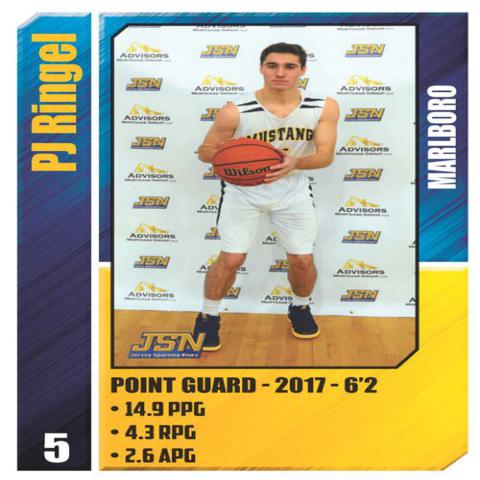 PJ Ringel
MARLBORO
ADVISORS
MORTGAGE GROUP LLC
JSN
MUSTANG
Wilson
JSN
Jersey Sporting News
POINT GUARD - 2017 - 6'2
• 14.9 PPG
• 4.3 RPG
• 2.6 APG
5